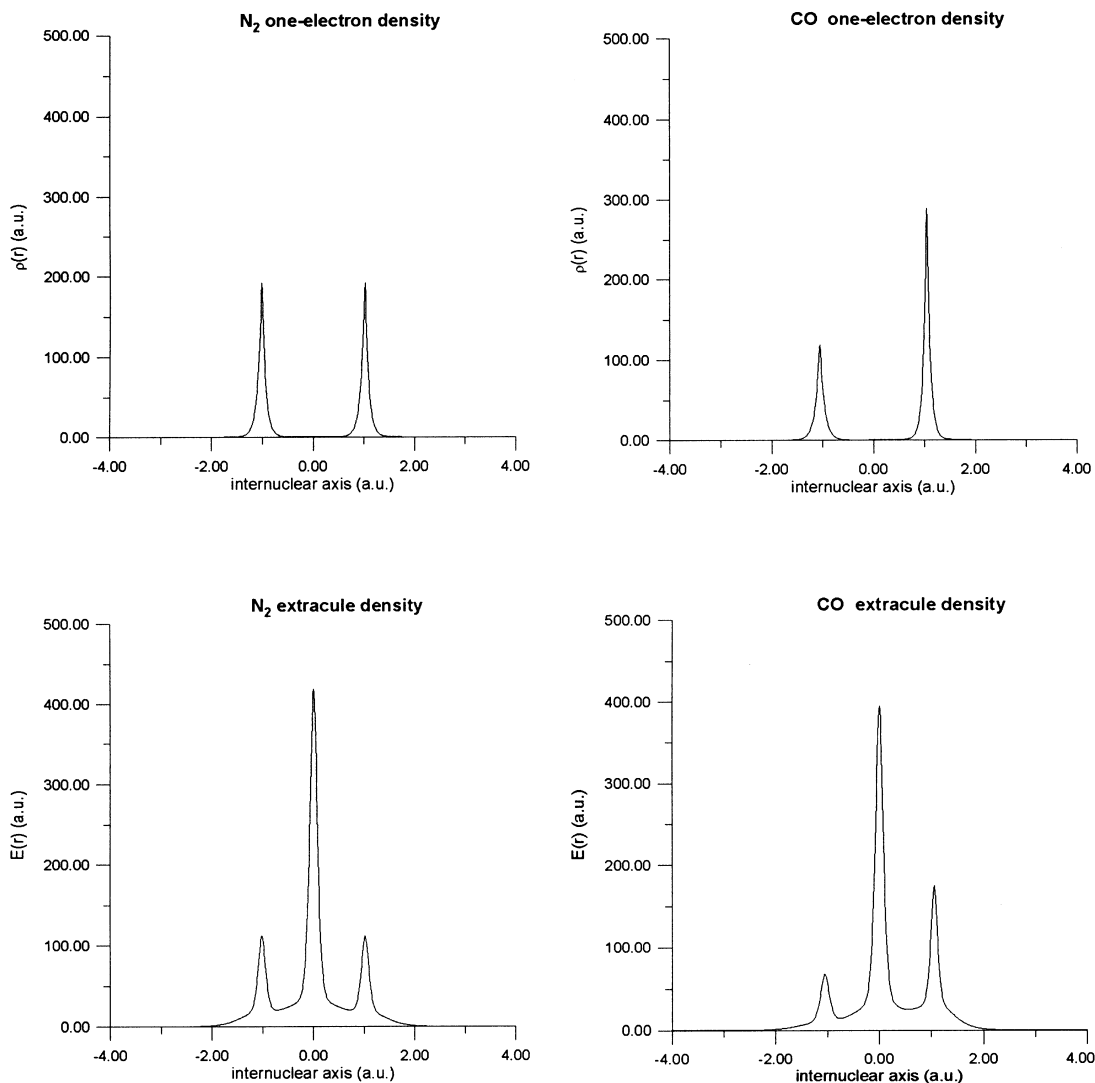 N2 one-electron density
500.00
400.00
300.00
200.00
100.00
0.00
ρ(r) (a.u.)
-4.00 -2.00 0.00 2.00 4.00
internuclear axis (a.u.)
CO one-electron density
500.00
400.00
300.00
200.00
100.00
0.00
ρ(r) (a.u.)
-4.00 -2.00 0.00 2.00 4.00
internuclear axis (a.u.)
N2 extracule density
500.00
400.00
300.00
200.00
100.00
0.00
E(r) (a.u.)
-4.00 -2.00 0.00 2.00 4.00
internuclear axis (a.u.)
CO extracule density
500.00
400.00
300.00
200.00
100.00
0.00
E(r) (a.u.)
-4.00 -2.00 0.00 2.00 4.00
internuclear axis (a.u.)